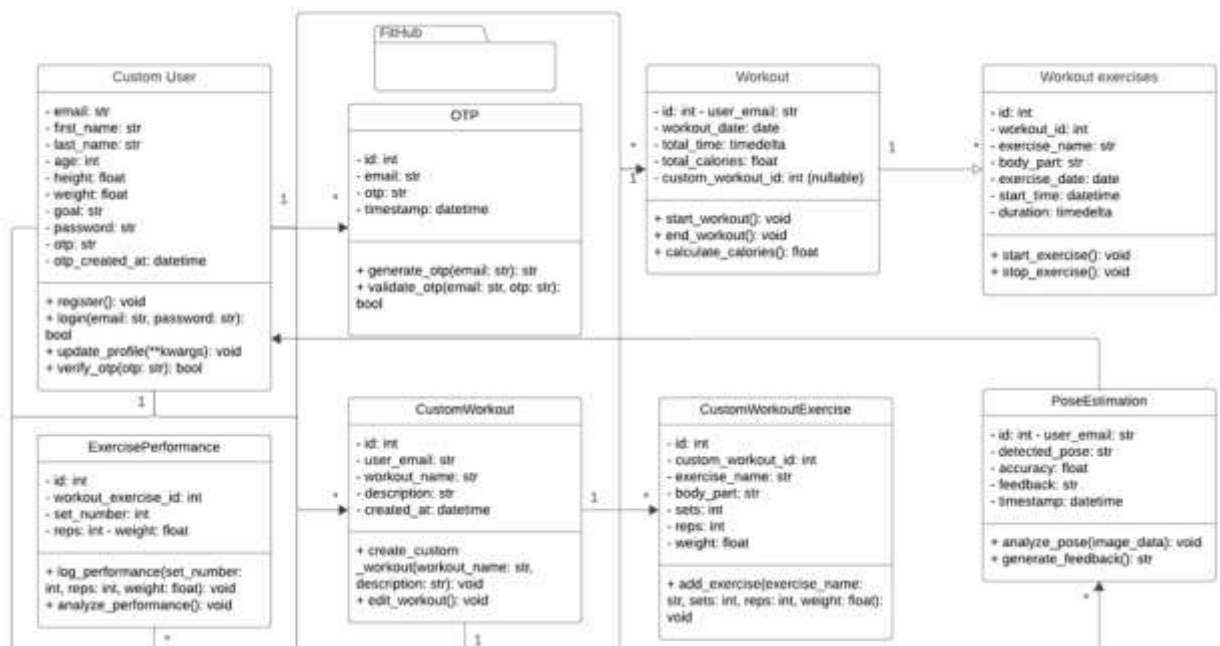 FitHub
Custom User
- email: str
- first_name: str
- last_name: str
- age: int
- height: float
- weight: float
- goal: str
- password: str
- otp: str
- otp_created_at: datetime
+ register(): void
+ login(email: str, password: str):
bool
+ update_profile(**kwargs): void
+ verify_otp(otp: str): bool
1
*
OTP
- id: int
- email: str
- otp: str
- timestamp: datetime
+ generate_otp(email: str): str
+ validate_otp(email: str, otp: str):
bool
*
1
Workout
- id: int - user_email: str
- workout_date: date
- total_time: timedelta
- total_calories: float
- custom_workout_id: int (nullable)
+ start_workout(): void
+ end_workout(): void
+ calculate_calories(): float
1
*
Workout exercises
- id: int
- workout_id: int
- exercise_name: str
- body_part: str
- exercise_date: date
- start_time: datetime
- duration: timedelta
+ start_exercise(): void
+ stop_exercise(): void
1
ExercisePerformance
- id: int
- workout_exercise_id: int
- set_number: int
- reps: int - weight: float
+ log_performance(set_number:
int, reps: int, weight: float): void
+ analyze_performance(): void
*
*
CustomWorkout
- id: int
- user_email: str
- workout_name: str
- description: str
- created_at: datetime
+ create_custom
_workout(workout_name: str,
description: str): void
+ edit_workout(): void
1
1
*
CustomWorkoutExercise
- id: int
- custom_workout_id: int
- exercise_name: str
- body_part: str
- sets: int
- reps: int
- weight: float
+ add_exercise(exercise_name:
str, sets: int, reps: int, weight: float):
void
PoseEstimation
- id: int - user_email: str
- detected_pose: str
- accuracy: float
- feedback: str
- timestamp: datetime
+ analyze_pose(image_data): void
+ generate_feedback(): str
*